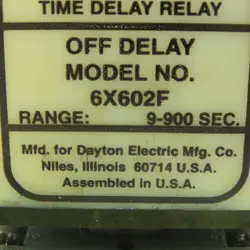 TIME DELAY RELAY
OFF DELAY
MODEL NO.
6X602F
RANGE: 9-900 SEC.
Mfd. for Dayton Electric Mfg. Co.
Niles, Illinois 60714 U.S.A.
Assembled in U.S.A.